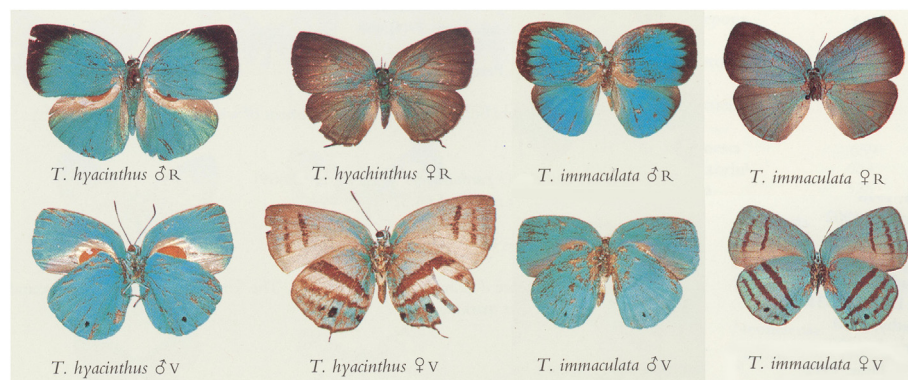 T. hyacinthus ♂ R
T. hyachinthus ♀ R
T. immaculata ♂ R
T. immaculata ♀ R
T. hyacinthus ♂ V
T. hyacinthus ♀ V
T. immaculata ♂ V
T. immaculata ♀ V